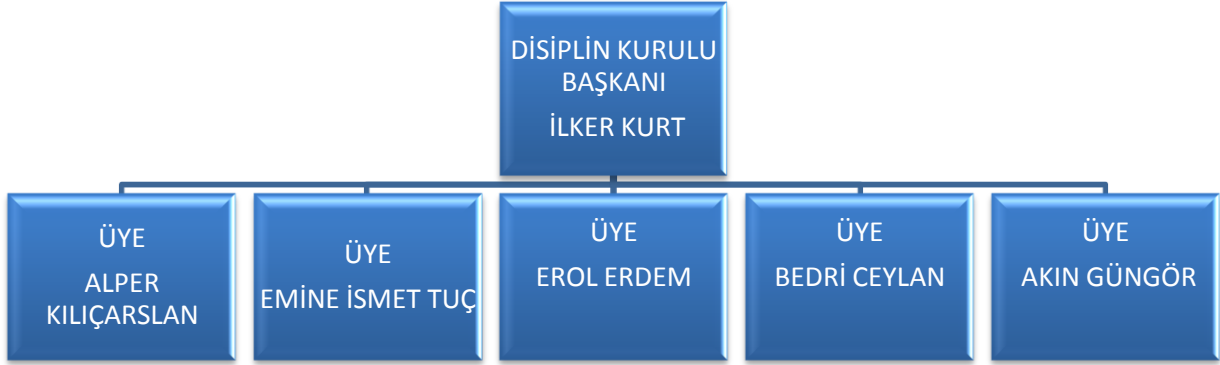 DİSİPLİN KURULU
BAŞKANI
İLKER KURT
ÜYE
ALPER
KILIÇARSLAN
ÜYE
EMİNE İSMET TUÇ
ÜYE
EROL ERDEM
ÜYE
BEDRİ CEYLAN
ÜYE
AKIN GÜNGÖR